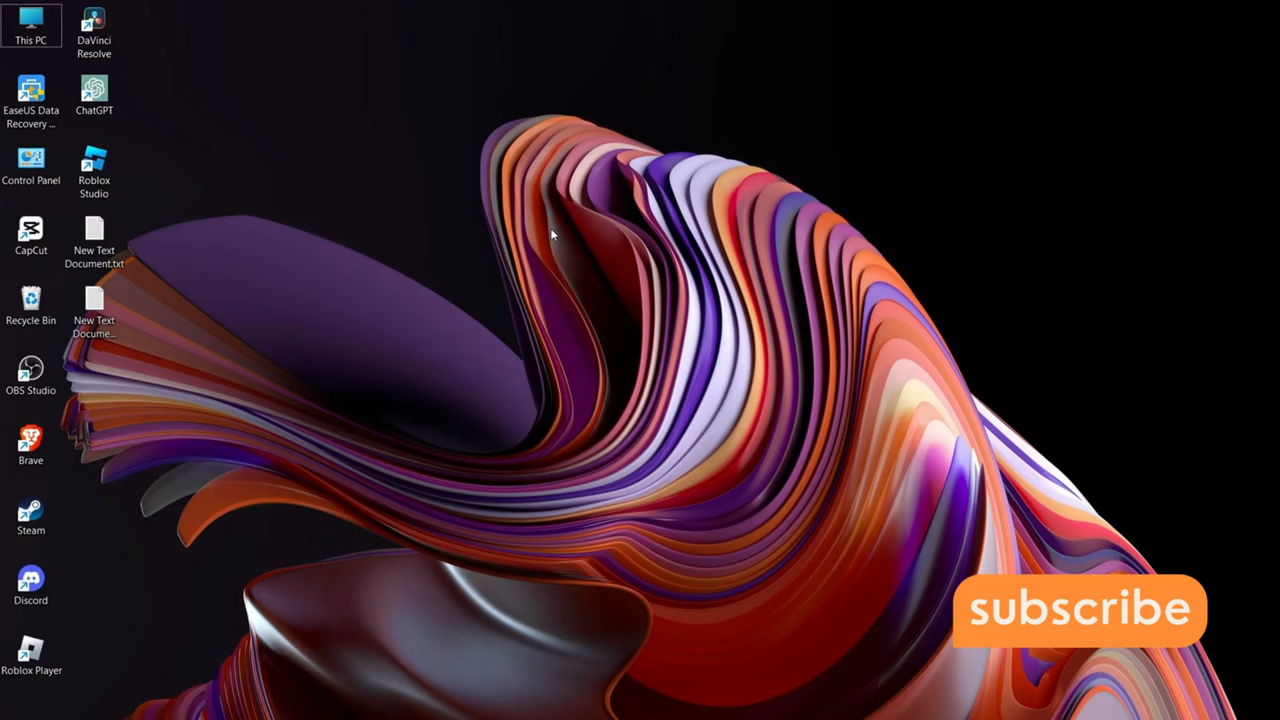 This PC
DaVinci
Resolve
EaseUS Data
Recovery ...
ChatGPT
Control Panel
Roblox
Studio
CapCut
New Text
Document.txt
Recycle Bin
New Text
Docume...
OBS Studio
Brave
Steam
Discord
Roblox Player
subscribe